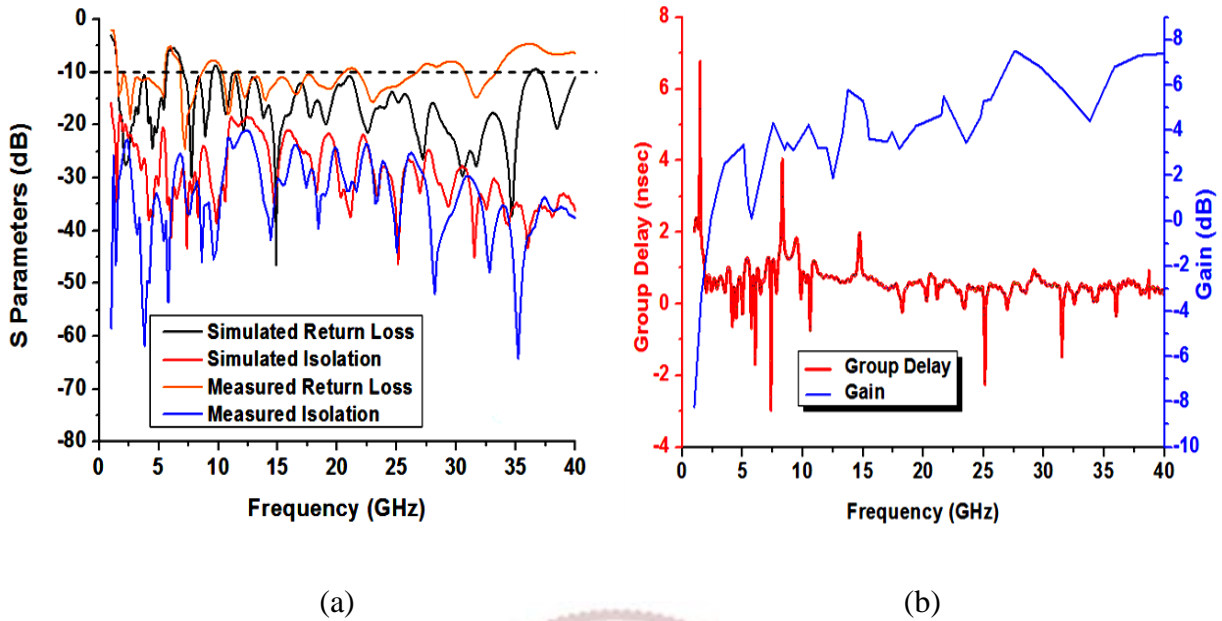 0
-10
-20
-30
-40
-50
-60
-70
-80
S Parameters (dB)
Simulated Return Loss
Simulated Isolation
Measured Return Loss
Measured Isolation
0 5 10 15 20 25 30 35 40
Frequency (GHz)
(a)
8
6
4
2
0
-2
-4
Group Delay (nsec)
Group Delay
Gain
8
6
4
2
0
-2
-4
-6
-8
-10
Gain (dB)
0 5 10 15 20 25 30 35 40
Frequency (GHz)
(b)